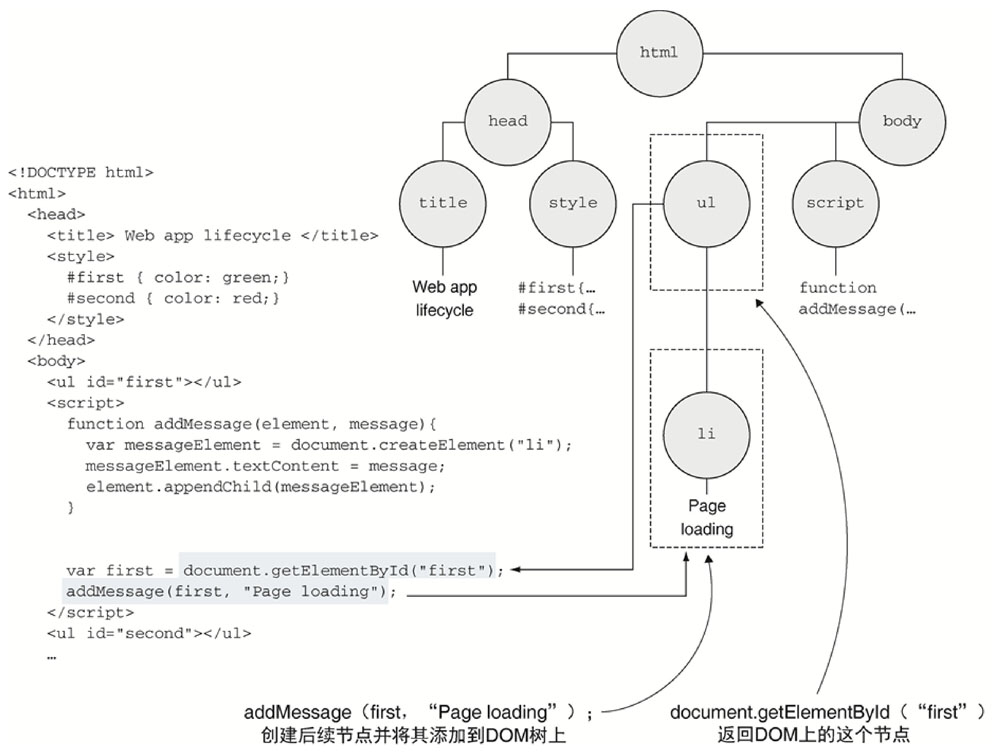 html
head
body
title
style
ul
script
Web app
lifecycle
#first{…
#second{…
function
addMessage(…
li
Page
loading
<!DOCTYPE html>
<html>
<head>
<title> Web app lifecycle </title>
<style>
#first { color: green;}
#second { color: red;}
</style>
</head>
<body>
<ul id="first"></ul>
<script>
function addMessage(element, message){
var messageElement = document.createElement("li");
messageElement.textContent = message;
element.appendChild(messageElement);
}
var first = document.getElementById("first");
addMessage(first, "Page loading");
</script>
<ul id="second"></ul>
…
addMessage（first，“Page loading”）；
创建后续节点并将其添加到DOM树上
document.getElementById（“first”）
返回DOM上的这个节点